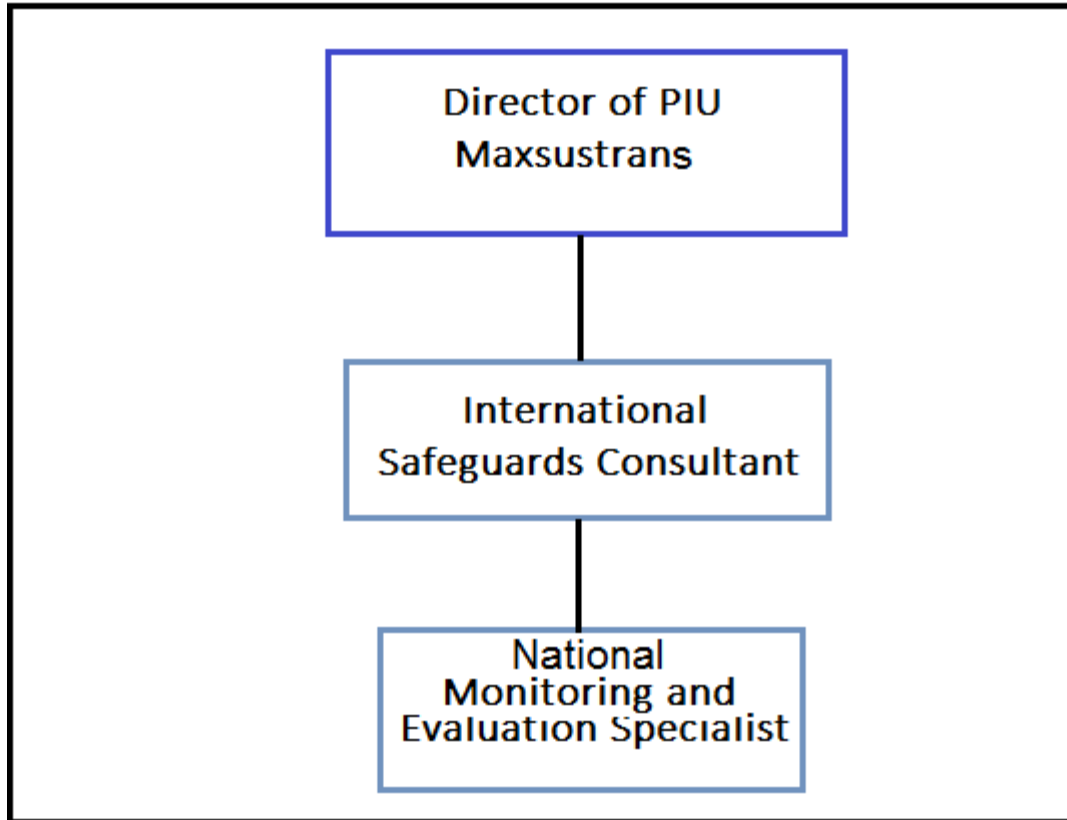 Director of PIU
Maxsustrans
International
Safeguards Consultant
National
Monitoring and
Evaluation Specialist